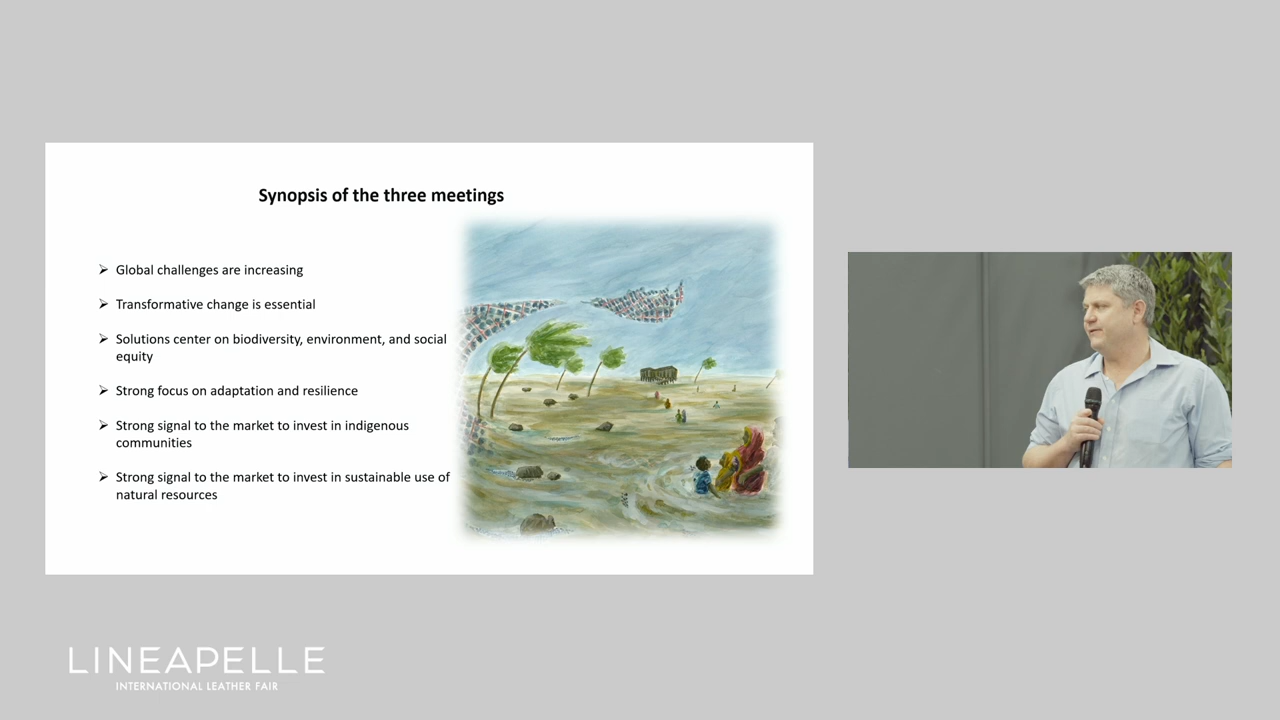 Synopsis of the three meetings
➢ Global challenges are increasing
➢ Transformative change is essential
➢ Solutions center on biodiversity, environment, and social
equity
➢ Strong focus on adaptation and resilience
➢ Strong signal to the market to invest in indigenous
communities
➢ Strong signal to the market to invest in sustainable use of
natural resources
LINEAPELLE
INTERNATIONAL LEATHER FAIR